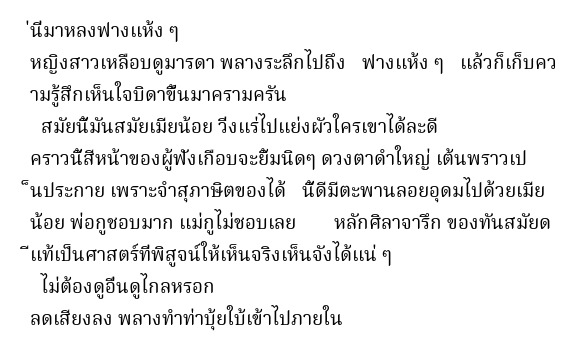 ่นี่มาหลงฟางแห้ง ๆ
หญิงสาวเหลือบดูมารดา พลางระลึกไปถึง ฟางแห้ง ๆ แล้วก็เก็บคว
ามรู้สึกเห็นใจบิดาขึ้นมาครามครัน
สมัยนี้มันสมัยเมียน้อย วิ่งแร่ไปแย่งผัวใครเขาได้ละดี
คราวนี้สีหน้าของผู้ฟังเกือบจะยิ้มนิดๆ ดวงตาดำใหญ่ เต้นพราวเป
็นประกาย เพราะจำสุภาษิตของได้ นี้ดีมีตะพานลอยอุดมไปด้วยเมีย
น้อย พ่อกูชอบมาก แม่กูไม่ชอบเลย หลักศิลาจารึก ของทันสมัยด
ีแท้เป็นศาสตร์ที่พิสูจน์ให้เห็นจริงเห็นจังได้แน่ ๆ
ไม่ต้องดูอื่นดูไกลหรอก
ลดเสียงลง พลางทำท่าบุ้ยใบ้เข้าไปภายใน